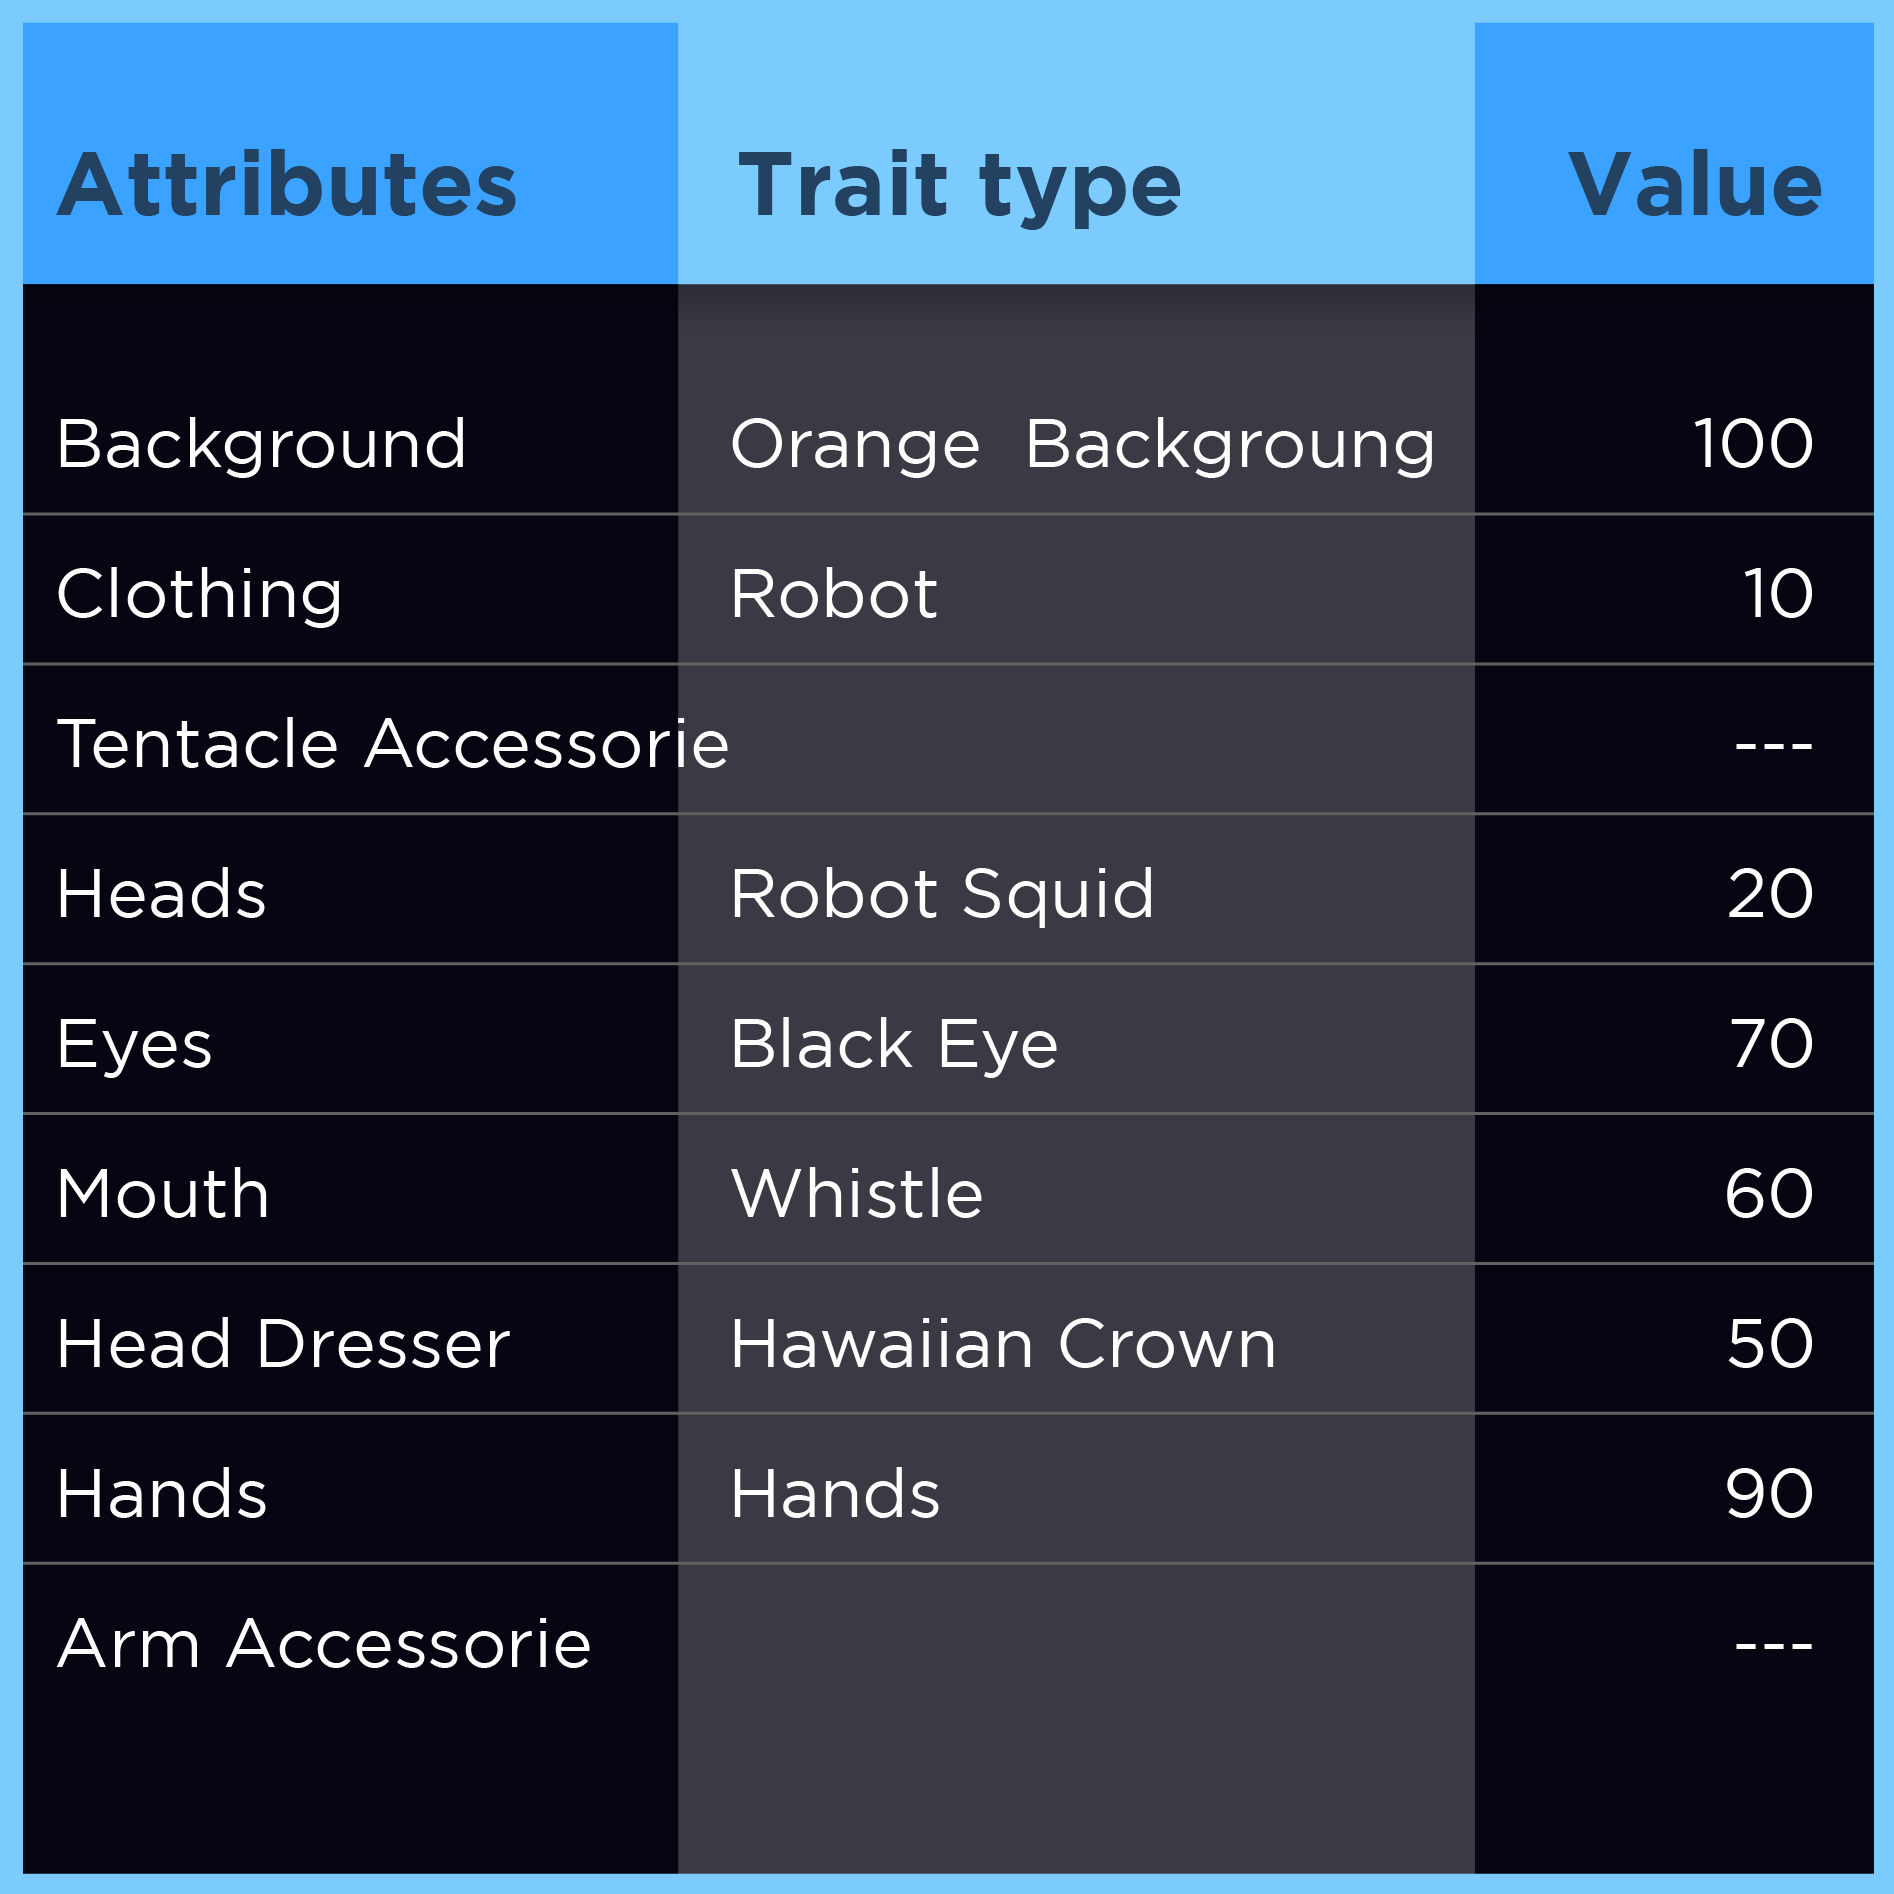 Attributes Trait type Value
Background Orange  Backgroung 100
Clothing Robot 10
Tentacle Accessorie ---
Heads Robot Squid 20
Eyes Black Eye 70
Mouth Whistle 60
Head Dresser Hawaiian Crown 50
Hands Hands 90
Arm Accessorie ---